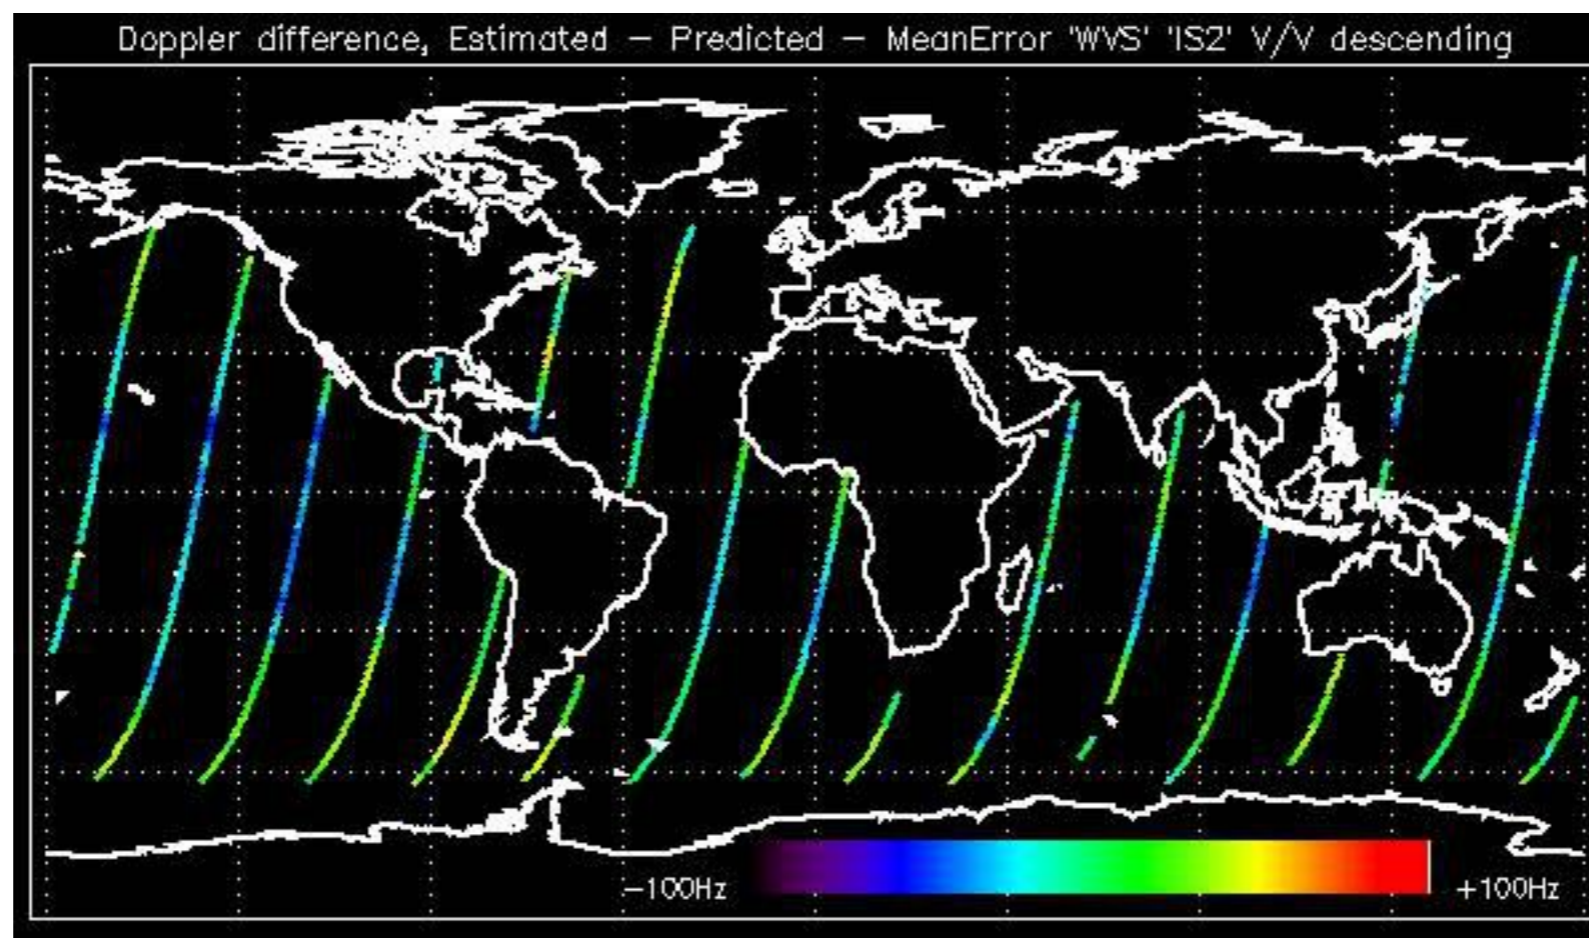 Doppler difference, Estimated – Predicted – MeanError 'WVS' 'IS2' V/V descending
–100Hz +100Hz